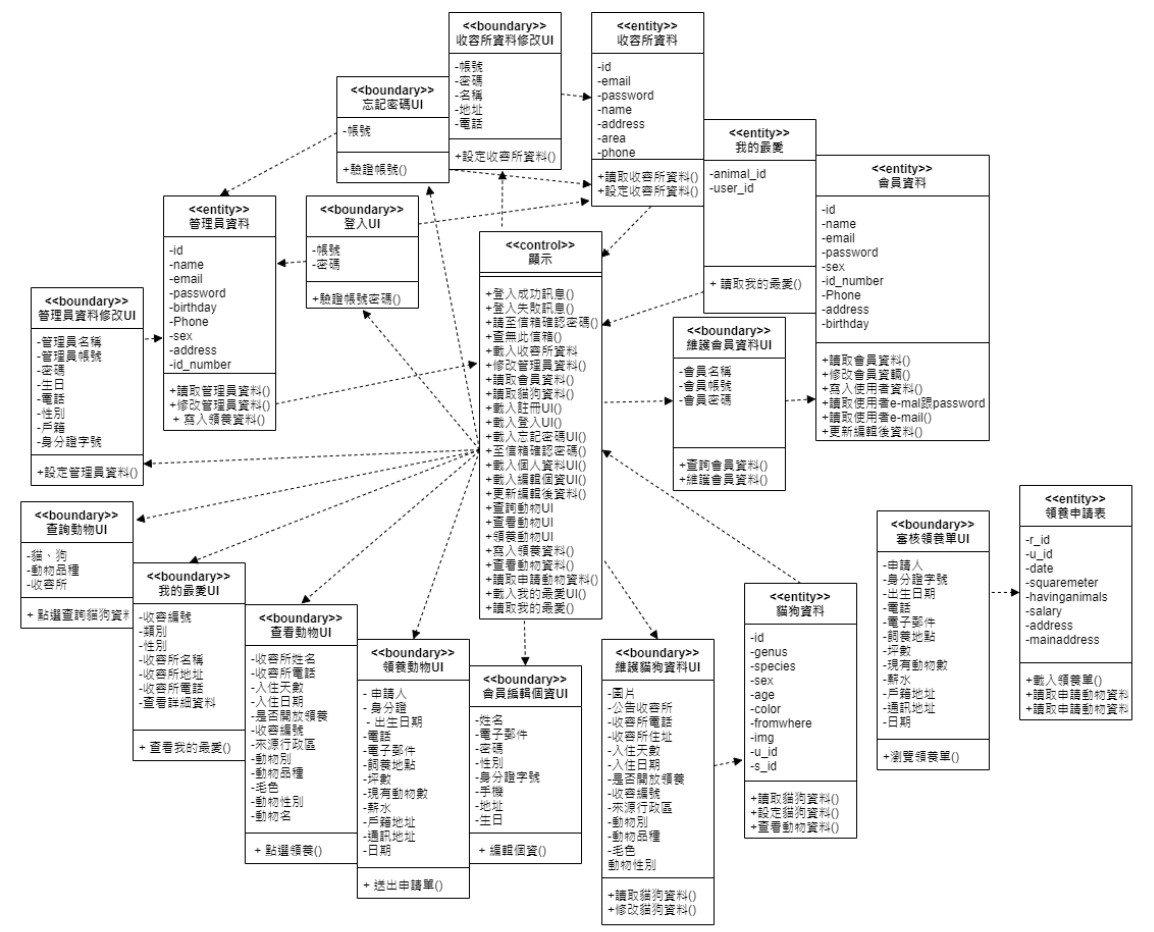 <<boundary>>
收容所資料修改UI
-帳號
-密碼
-名稱
-地址
-電話
+設定收容所資料()
<<entity>>
收容所資料
-id
-email
-password
-name
-address
-area
-phone
+讀取收容所資料()
+設定收容所資料()
<<boundary>>
忘記密碼UI
-帳號
+驗證帳號()
<<entity>>
我的最愛
-animal_id
-user_id
+ 讀取我的最愛()
<<entity>>
會員資料
-id
-name
-email
-password
-sex
-id_number
-Phone
-address
-birthday
+讀取會員資料()
+修改會員資輛()
+寫入使用者資料()
+讀取使用者e-mal跟password
+讀取使用者e-mail()
+更新編輯後資料()
<<entity>>
管理員資料
-id
-name
-email
-password
-birthday
-Phone
-sex
-address
-id_number
+讀取管理員資料()
+修改管理員資料()
+ 寫入領養資料()
<<boundary>>
登入UI
-帳號
-密碼
+驗證帳號密碼()
<<control>>
顯示
+登入成功訊息()
+登入失敗訊息()
+請至信箱確認密碼()
+查無此信箱()
+載入收容所資料
+修改管理員資料()
+讀取會員資料()
+讀取貓狗資料()
+載入註冊UI()
+載入登入UI()
+載入忘記密碼UI()
+至信箱確認密碼()
+載入個人資料UI()
+載入編輯個資UI()
+更新編輯後資料()
+查詢動物UI
+查看動物UI
+領養動物UI
+寫入領養資料()
+查看動物資料()
+讀取申請動物資料()
+載入我的最愛UI()
+讀取我的最愛()
<<boundary>>
管理員資料修改UI
-管理員名稱
-管理員帳號
-密碼
-生日
-電話
-性別
-戶籍
-身分證字號
+設定管理員資料()
<<boundary>>
維護會員資料UI
-會員名稱
-會員帳號
-會員密碼
+查詢會員資料()
+維護會員資料()
<<boundary>>
查詢動物UI
-貓、狗
-動物品種
-收容所
+ 點選查詢貓狗資料
<<boundary>>
我的最愛UI
-收容編號
-類別
-性別
-收容所名稱
-收容所地址
-收容所電話
-查看詳細資料
+ 查看我的最愛()
<<boundary>>
查看動物UI
-收容所姓名
-收容所電話
-入住天數
-入住日期
-是否開放領養
-收容編號
-來源行政區
-動物別
-動物品種
-毛色
-動物性別
-動物名
+ 點選領養()
<<boundary>>
領養動物UI
- 申請人
- 身分證
- 出生日期
-電話
-電子郵件
-飼養地點
-坪數
-現有動物數
-薪水
-戶籍地址
-通訊地址
-日期
+ 送出申請單()
<<boundary>>
會員編輯個資UI
-姓名
-電子郵件
-密碼
-性別
-身分證字號
-手機
-地址
-生日
+ 編輯個資()
<<boundary>>
維護貓狗資料UI
-圖片
-公告收容所
-收容所電話
-收容所住址
-入住天數
-入住日期
-是否開放領養
-收容編號
-來源行政區
-動物別
-動物品種
-毛色
動物性別
+讀取貓狗資料()
+修改貓狗資料()
<<entity>>
貓狗資料
-id
-genus
-species
-sex
-age
-color
-fromwhere
-img
-u_id
-s_id
+讀取貓狗資料()
+設定貓狗資料()
+查看動物資料()
<<boundary>>
審核領養單UI
-申請人
-身分證字號
-出生日期
-電話
-電子郵件
-飼養地點
-坪數
-現有動物數
-薪水
-戶籍地址
-通訊地址
-日期
+瀏覽領養單()
<<entity>>
領養申請表
-r_id
-u_id
-date
-squaremeter
-havinganimals
-salary
-address
-mainaddress
+載入領養單()
+讀取申請動物資料
+讀取申請動物資料